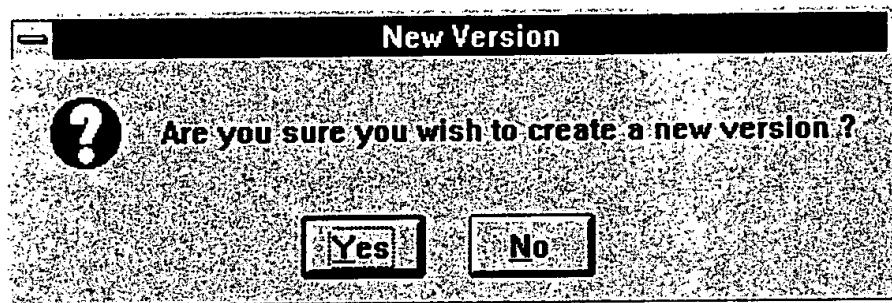 New Version
Are you sure you wish to create a new version ?
Yes
No